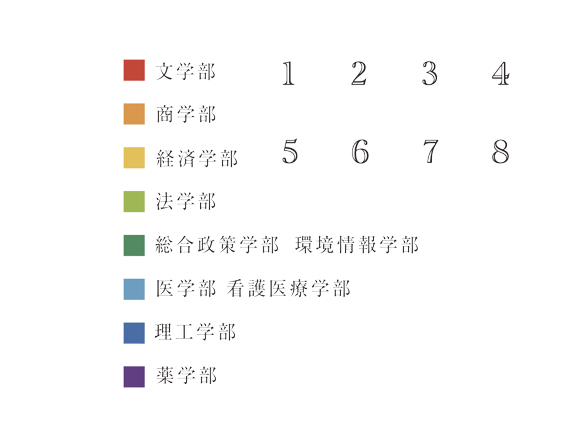 文学部
商学部
経済学部
法学部
総合政策学部 環境情報学部
医学部 看護医療学部
理工学部
薬学部
1 2 3 4
5 6 7 8